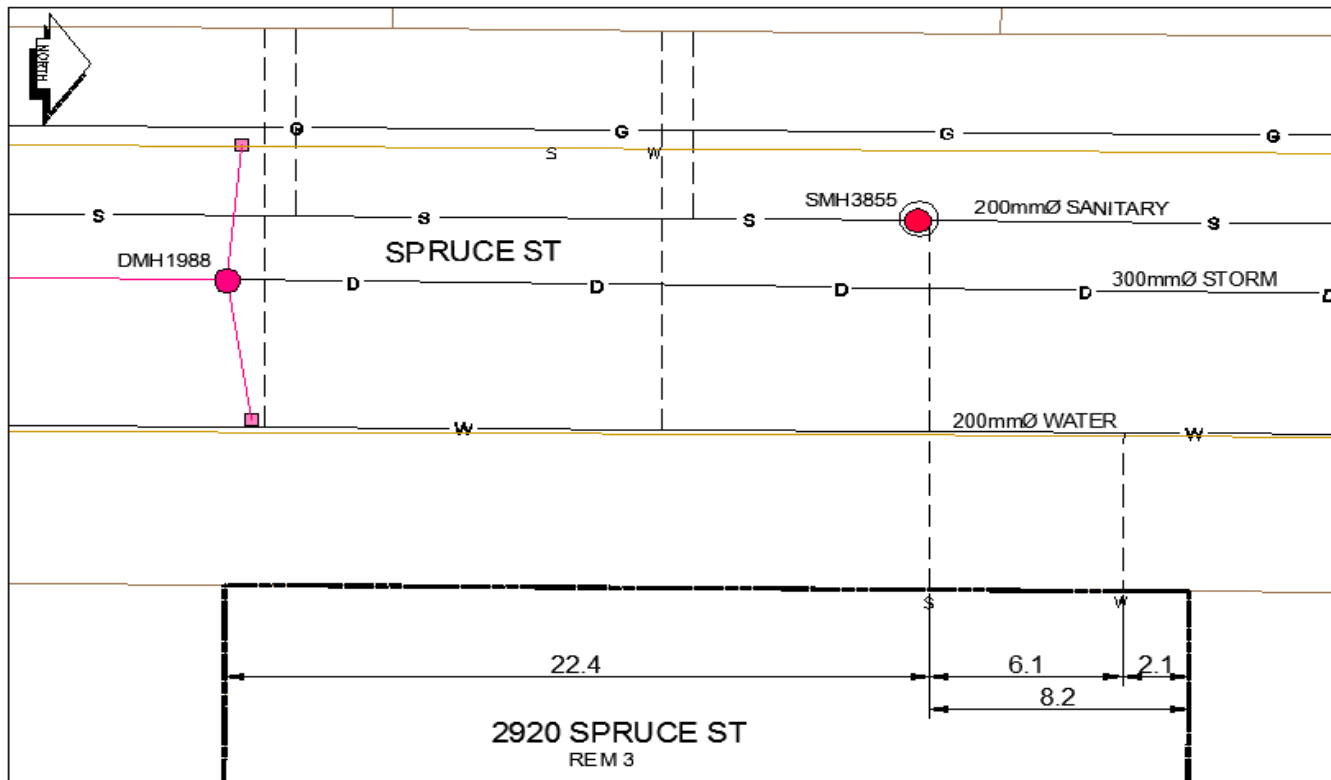 NORTH
G G G G
S W
SMH3855
200mmØ SANITARY
S S S S
DMH1988
SPRUCE ST
D D D D D
300mmØ STORM
200mmØ WATER
W W
S W
22.4 6.1 2.1
8.2
2920 SPRUCE ST
REM 3